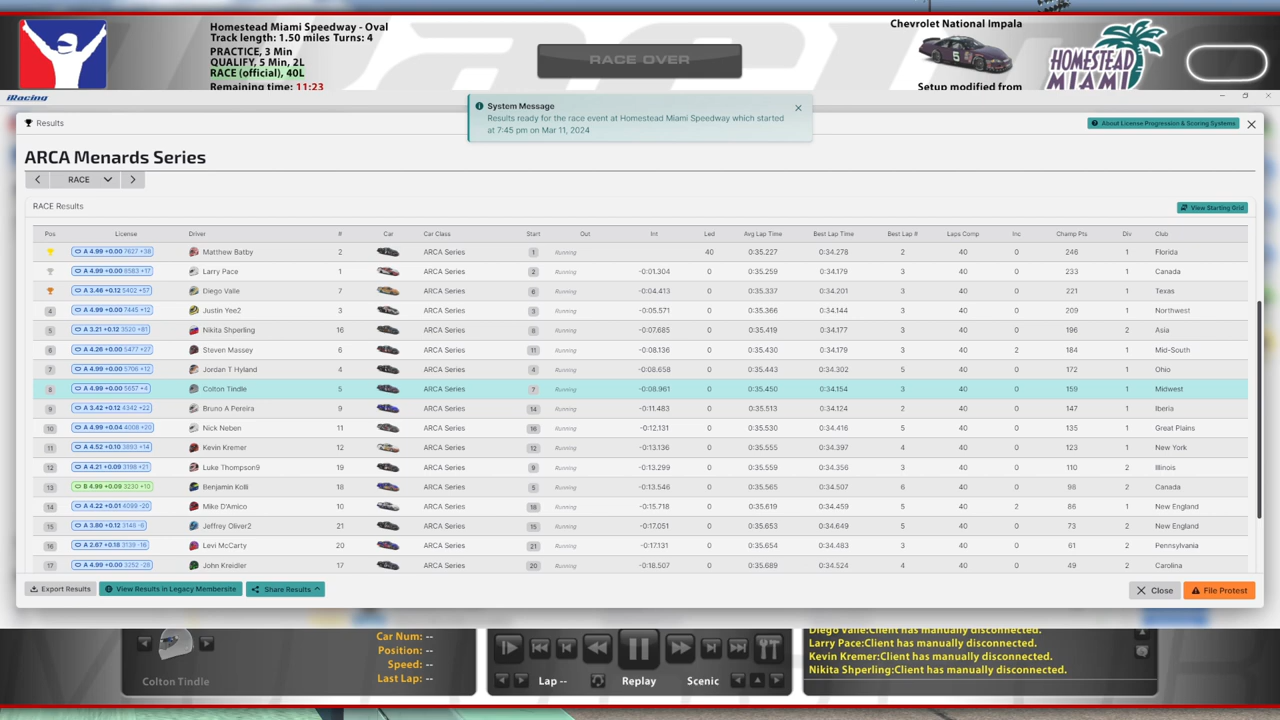 Homestead Miami Speedway - Oval
Track length: 1.50 miles Turns: 4
PRACTICE, 3 Min
QUALIFY, 5 Min, 2L
RACE (official), 40L
Remaining time: 11:23
RACE OVER
Chevrolet National Impala
HOMESTEAD
MIAMI
Setup modified from
iRacing
System Message
Results ready for the race event at Homestead Miami Speedway which started
at 7:45 pm on Mar 11, 2024
Results
About License Progression & Scoring Systems
ARCA Menards Series
RACE
RACE Results
View Starting Grid
Pos License Driver # Car Car Class Start Out Int Led Avg Lap Time Best Lap Time Best Lap # Laps Comp Inc Champ Pts Div Club
A 4.99 +0.00 7627 +38 Matthew Batby 2 ARCA Series 1 Running 40 0:35.227 0:34.278 2 40 0 246 1 Florida
A 4.99 +0.00 6583 +17 Larry Pace 1 ARCA Series 2 Running -0:01.304 0 0:35.259 0:34.179 3 40 0 233 1 Canada
A 3.46 +0.12 5402 +57 Diego Valle 7 ARCA Series 6 Running -0:04.413 0 0:35.337 0:34.201 3 40 0 221 1 Texas
4 A 4.99 +0.00 7445 +12 Justin Yee2 3 ARCA Series 3 Running -0:05.571 0 0:35.366 0:34.144 3 40 0 209 1 Northwest
5 A 3.21 +0.12 3520 +81 Nikita Shperling 16 ARCA Series 8 Running -0:07.685 0 0:35.419 0:34.177 3 40 0 196 2 Asia
6 A 4.26 +0.00 5477 +27 Steven Massey 6 ARCA Series 11 Running -0:08.136 0 0:35.430 0:34.179 3 40 2 184 1 Mid-South
7 A 4.99 +0.00 5706 +12 Jordan T Hyland 4 ARCA Series 4 Running -0:08.658 0 0:35.443 0:34.302 5 40 0 172 1 Ohio
8 A 4.99 +0.00 5657 +4 Colton Tindle 5 ARCA Series 7 Running -0:08.961 0 0:35.450 0:34.154 3 40 0 159 1 Midwest
9 A 3.42 +0.12 4342 +22 Bruno A Pereira 9 ARCA Series 14 Running -0:11.483 0 0:35.513 0:34.124 2 40 0 147 1 Iberia
10 A 4.99 +0.04 4008 +20 Nick Neben 11 ARCA Series 16 Running -0:12.131 0 0:35.530 0:34.416 5 40 0 135 1 Great Plains
11 A 4.52 +0.10 3893 +14 Kevin Kremer 12 ARCA Series 12 Running -0:13.136 0 0:35.555 0:34.397 4 40 0 123 1 New York
12 A 4.21 +0.09 3198 +21 Luke Thompson9 19 ARCA Series 9 Running -0:13.299 0 0:35.559 0:34.356 3 40 0 110 2 Illinois
13 B 4.99 +0.09 3230 +10 Benjamin Kolli 18 ARCA Series 5 Running -0:13.546 0 0:35.565 0:34.507 6 40 0 98 2 Canada
14 A 4.22 +0.01 4099 -20 Mike D'Amico 10 ARCA Series 18 Running -0:15.718 0 0:35.619 0:34.459 5 40 2 86 1 New England
15 A 3.80 +0.12 3146 -6 Jeffrey Oliver2 21 ARCA Series 15 Running -0:17.051 0 0:35.653 0:34.649 5 40 0 73 2 New England
16 A 2.67 +0.18 3139 -16 Levi McCarty 20 ARCA Series 21 Running -0:17.131 0 0:35.654 0:34.483 3 40 0 61 2 Pennsylvania
17 A 4.99 +0.00 3252 -28 John Kreidler 17 ARCA Series 20 Running -0:18.507 0 0:35.689 0:34.524 4 40 0 49 2 Carolina
Export Results
View Results in Legacy Membersite
Share Results
Close
File Protest
Colton Tindle
Car Num: --
Position: --
Speed: --
Last Lap: --
Lap --
Replay
Scenic
Diego Valle:Client has manually disconnected.
Larry Pace:Client has manually disconnected.
Kevin Kremer:Client has manually disconnected.
Nikita Shperling:Client has manually disconnected.